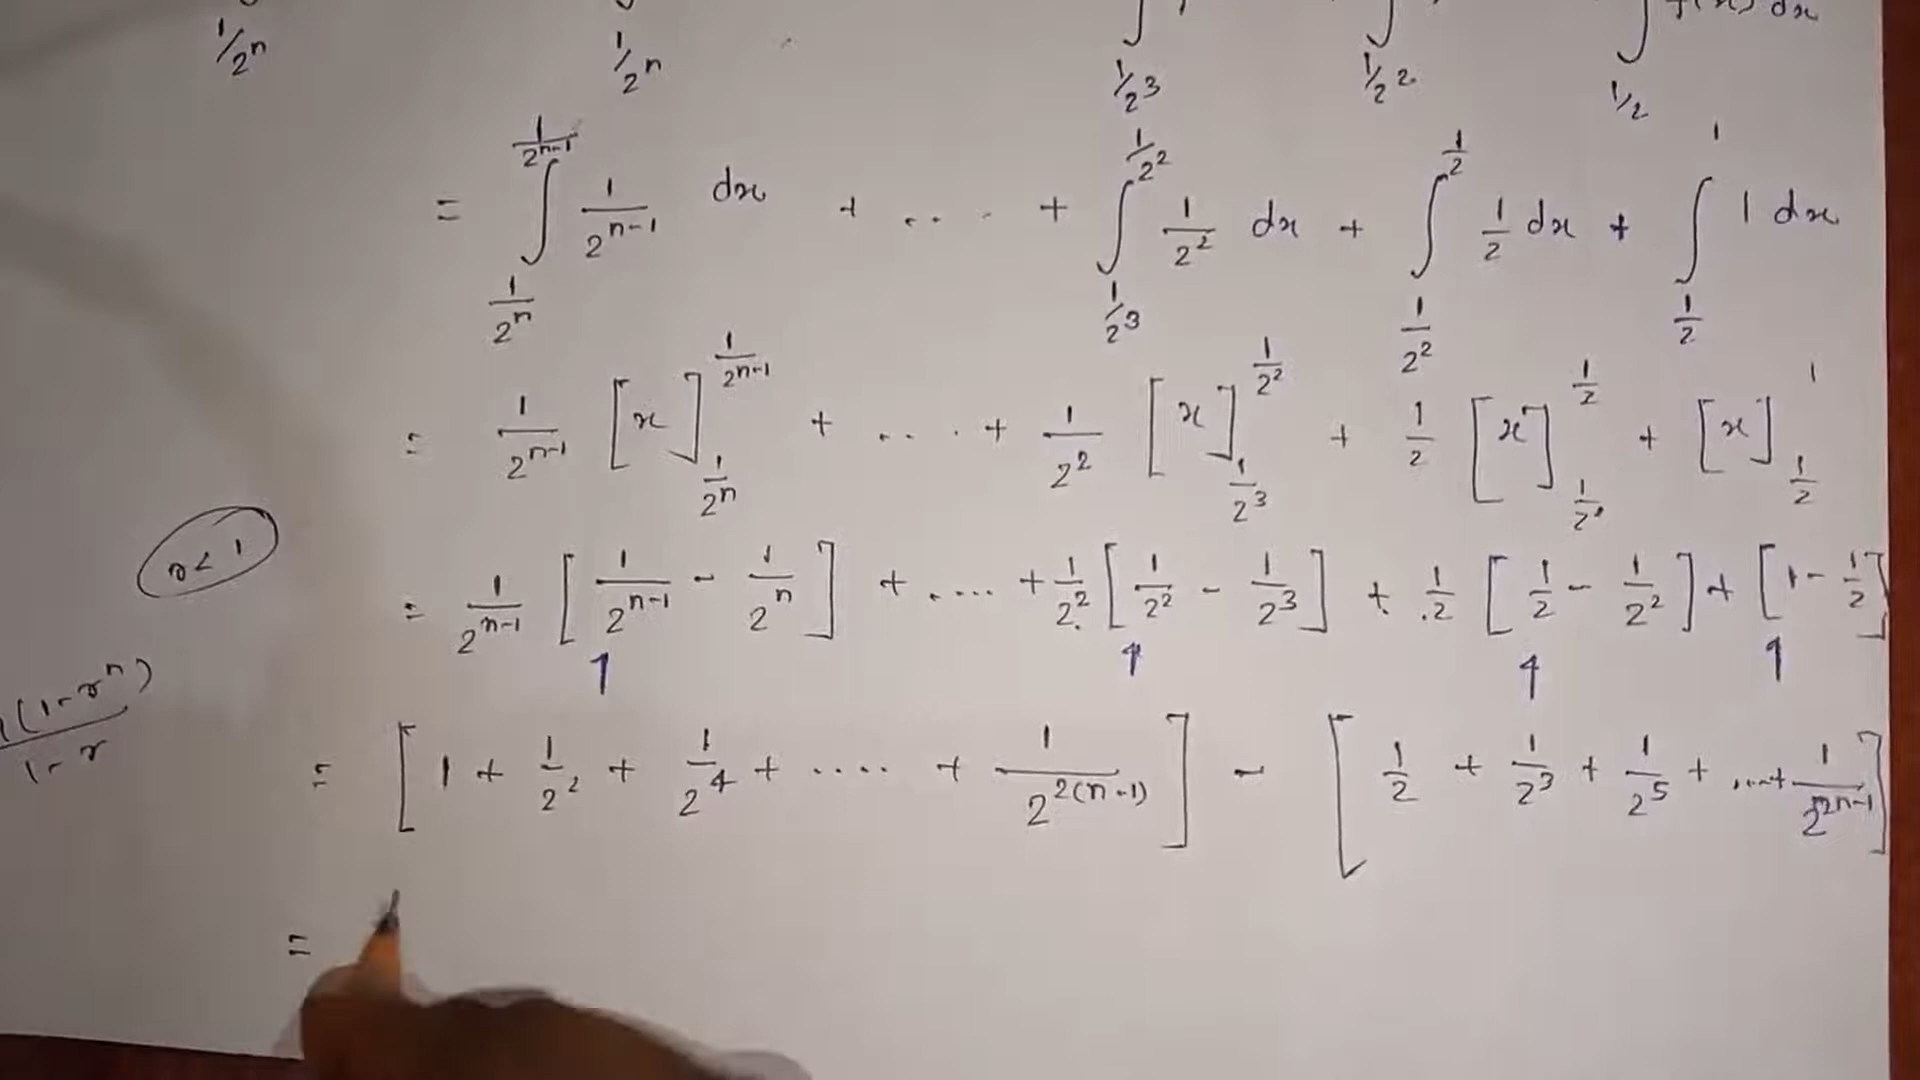 1/2^n 1/2^n 1/2^3 1/2^2 ∫_{1/2} f(x) dx
= ∫_{1/2^n}^{1/2^{n-1}} 1/2^{n-1} dx + .... + ∫_{1/2^3}^{1/2^2} 1/2^2 dx + ∫_{1/2^2}^{1/2} 1/2 dx + ∫_{1/2}^{1} 1 dx
= 1/2^{n-1} [x]_{1/2^n}^{1/2^{n-1}} + .... + 1/2^2 [x]_{1/2^3}^{1/2^2} + 1/2 [x]_{1/2^2}^{1/2} + [x]_{1/2}^{1}
r < 1
= 1/2^{n-1} [1/2^{n-1} - 1/2^n] + ..... + 1/2^2 [1/2^2 - 1/2^3] + 1/2 [1/2 - 1/2^2] + [1 - 1/2]
(1-r^n)/(1-r)
= [1 + 1/2^2 + 1/2^4 + .... + 1/2^{2(n-1)}] - [1/2 + 1/2^3 + 1/2^5 + ....+ 1/2^{2n-1}]
=